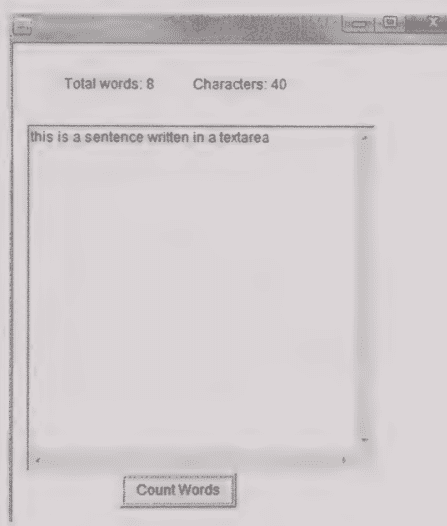 Total words: 8 Characters: 40
this is a sentence written in a textarea
Count Words